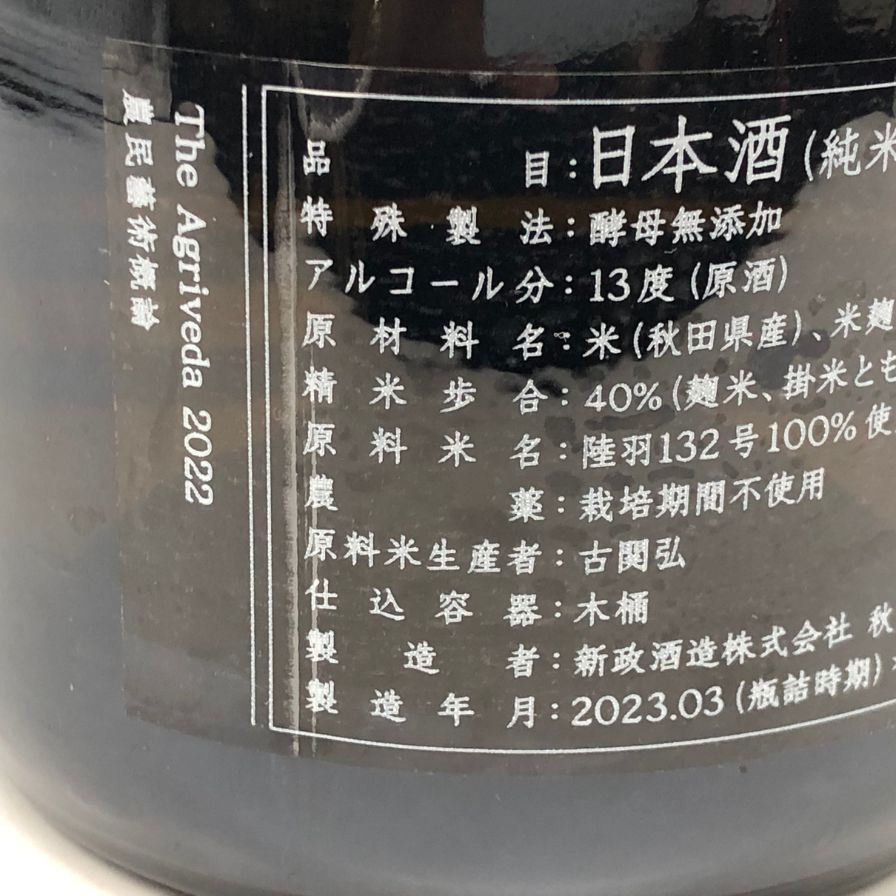 The Agriveda 2022
農民藝術概論
品目：日本酒（純米
特殊製法：酵母無添加
アルコール分：13度（原酒）
原材料名：米（秋田県産）、米麹
精米歩合：40%（麹米、掛米とも
原料米名：陸羽132号100%使
農薬：栽培期間不使用
原料米生産者：古関弘
仕込容器：木桶
製造者：新政酒造株式会社 秋
製造年月：2023.03（瓶詰時期）